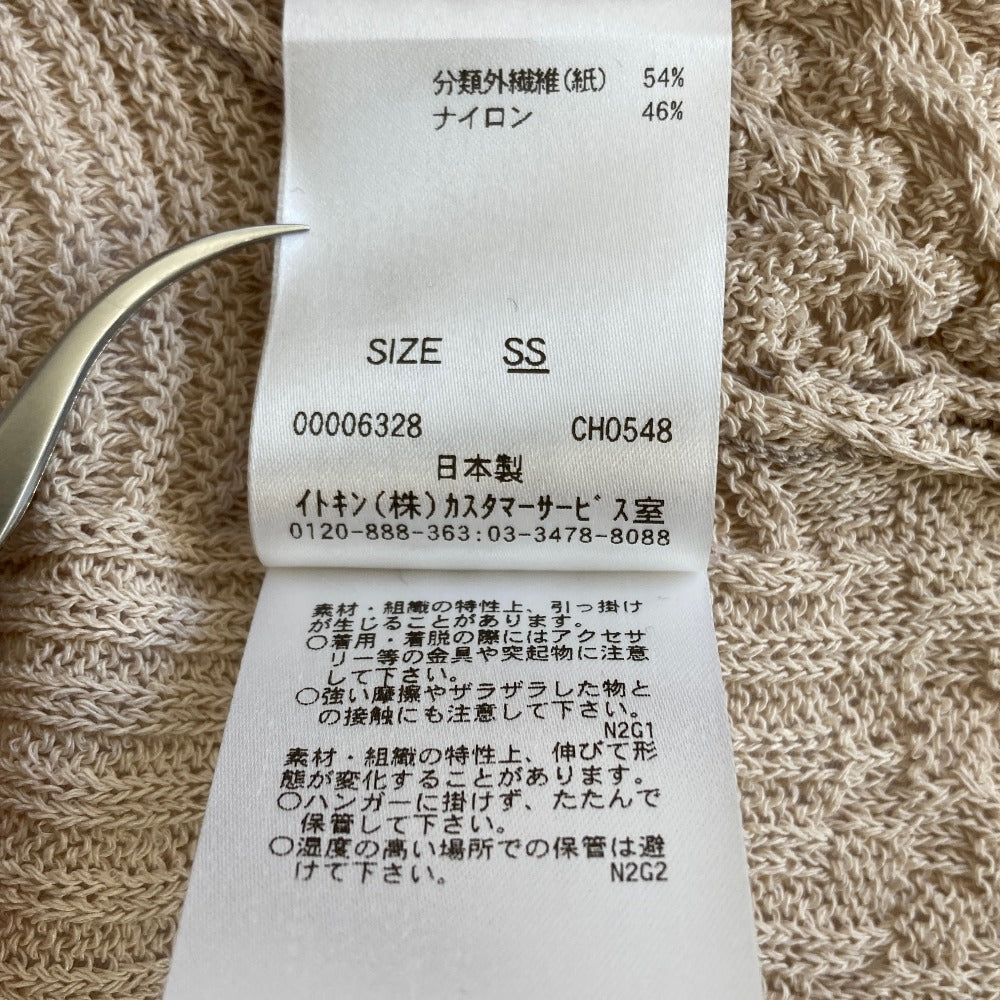 分類外繊維(紙) 54%
ナイロン 46%
SIZE SS
00006328 CH0548
日本製
イトキン(株)カスタマーサービス室
0120-888-363:03-3478-8088
素材・組織の特性上、引っ掛け
が生じることがあります。
○着用・着脱の際にはアクセサ
リー等の金具や突起物に注意
して下さい。
○強い摩擦やザラザラした物と
の接触にも注意して下さい。
N2G1
素材・組織の特性上、伸びて形
態が変化することがあります。
○ハンガーに掛けず、たたんで
保管して下さい。
○湿度の高い場所での保管は避
けて下さい。 N2G2